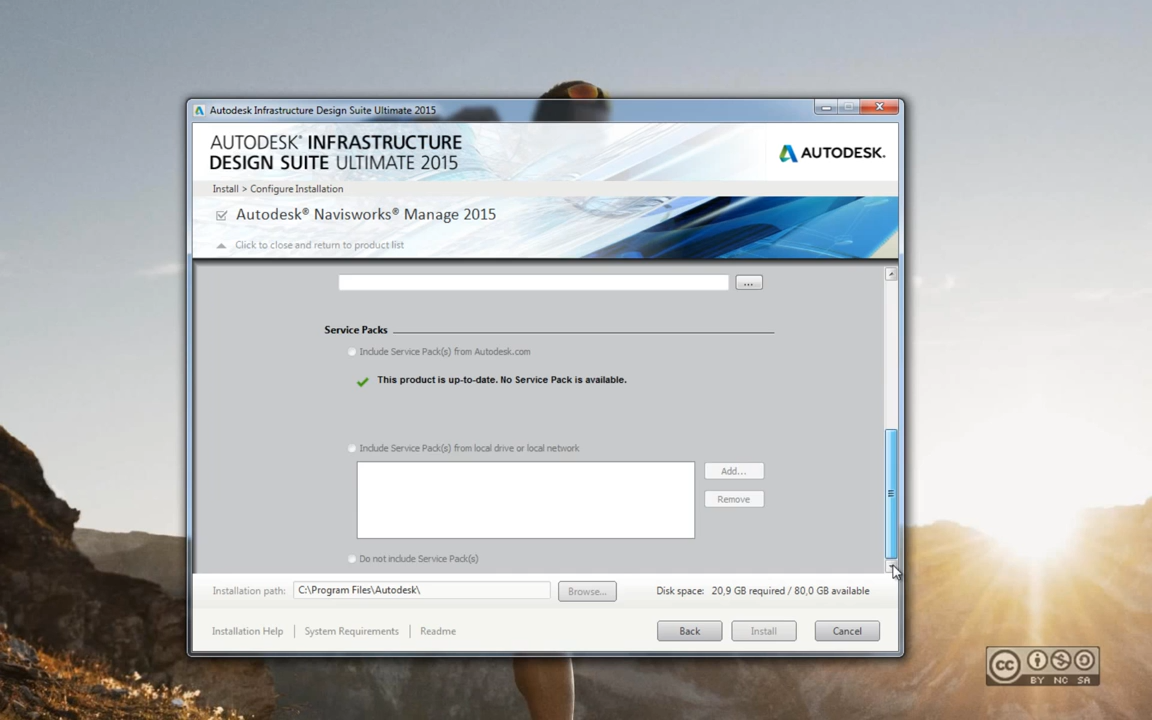 Autodesk Infrastructure Design Suite Ultimate 2015
AUTODESK® INFRASTRUCTURE
DESIGN SUITE ULTIMATE 2015
AUTODESK.
Install > Configure Installation
Autodesk® Navisworks® Manage 2015
Click to close and return to product list
...
Service Packs
Include Service Pack(s) from Autodesk.com
This product is up-to-date. No Service Pack is available.
Include Service Pack(s) from local drive or local network
Add...
Remove
Do not include Service Pack(s)
Installation path: C:\Program Files\Autodesk\ Browse... Disk space: 20,9 GB required / 80,0 GB available
Installation Help System Requirements Readme Back Install Cancel
cc
BY NC SA